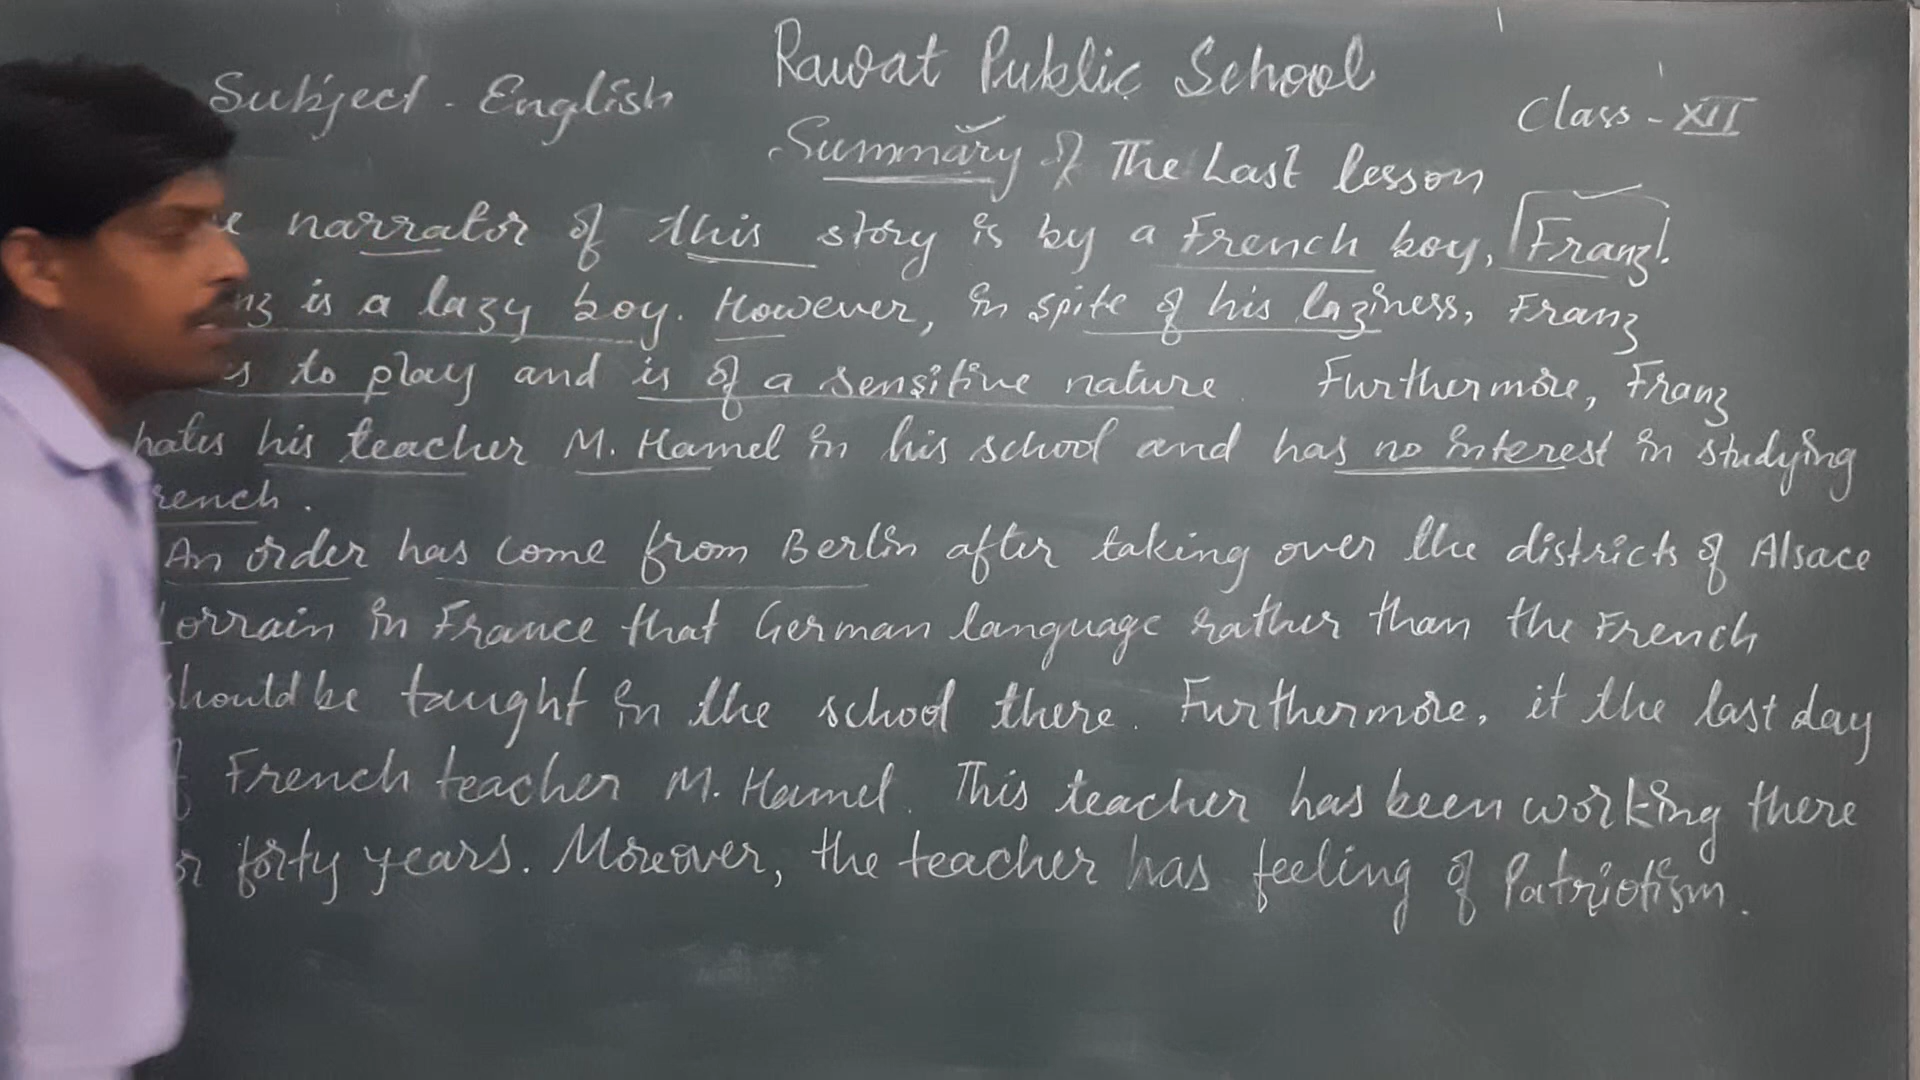 Rawat Public School
Subject - English
Class - XII
Summary of The Last lesson
narrator of this story is by a French boy, Franz.
is a lazy boy. However, in spite of his laziness, Franz
to play and is of a sensitive nature. Furthermore, Franz
hates his teacher M. Hamel in his school and has no interest in studying
rench.
An order has come from Berlin after taking over the districts of Alsace
Lorrain in France that German language rather than the French
should be taught in the school there. Furthermore, it the last day
French teacher M. Hamel. This teacher has been working there
forty years. Moreover, the teacher has feeling of Patriotism.